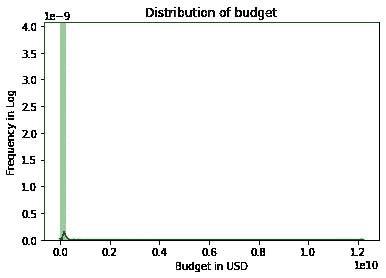 Distribution of budget
1e-9
4.0
3.5
3.0
2.5
2.0
1.5
1.0
0.5
0.0
Frequency in Log
0.0 0.2 0.4 0.6 0.8 1.0 1.2
1e10
Budget in USD